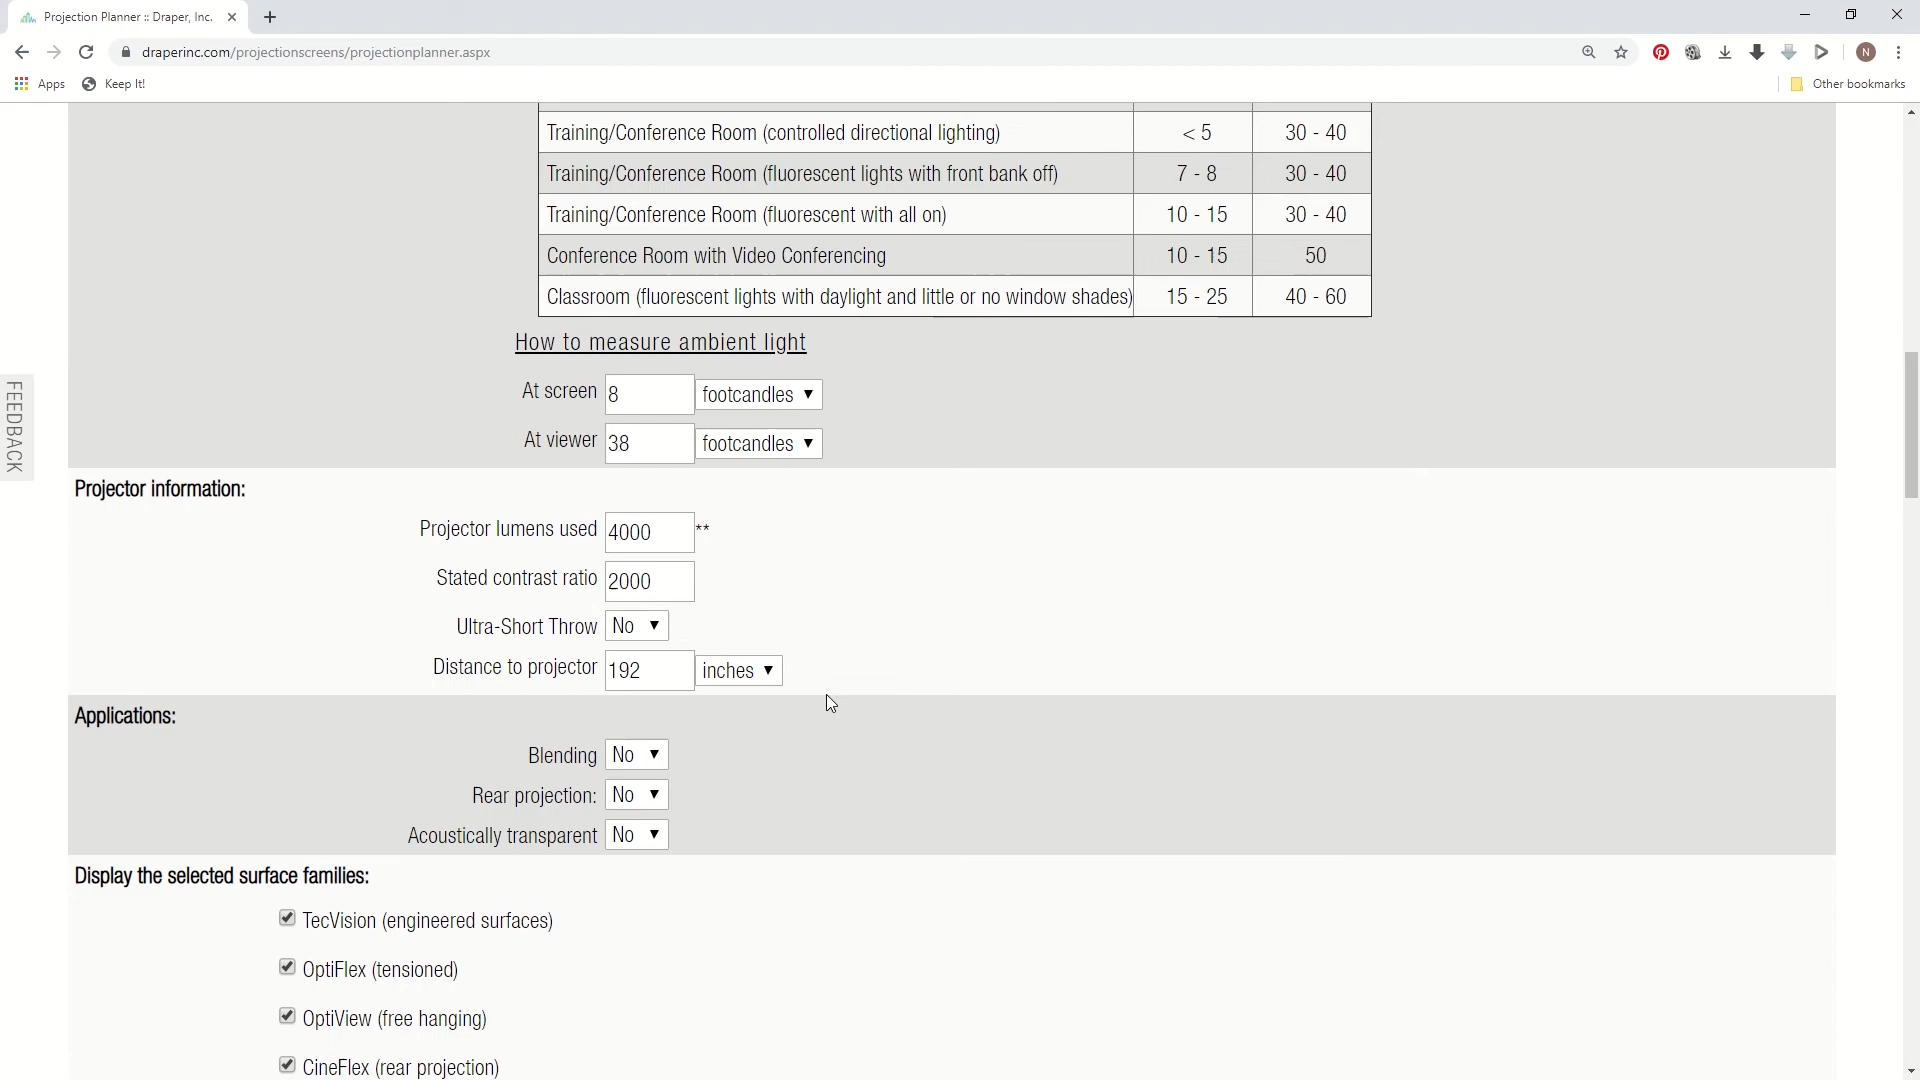 Projection Planner :: Draper, Inc.
draperinc.com/projectionscreens/projectionplanner.aspx
N
Apps Keep It! Other bookmarks
Training/Conference Room (controlled directional lighting) < 5 30 - 40
Training/Conference Room (fluorescent lights with front bank off) 7 - 8 30 - 40
Training/Conference Room (fluorescent with all on) 10 - 15 30 - 40
Conference Room with Video Conferencing 10 - 15 50
Classroom (fluorescent lights with daylight and little or no window shades) 15 - 25 40 - 60
How to measure ambient light
At screen 8 footcandles
At viewer 38 footcandles
FEEDBACK
Projector information:
Projector lumens used 4000 **
Stated contrast ratio 2000
Ultra-Short Throw No
Distance to projector 192 inches
Applications:
Blending No
Rear projection: No
Acoustically transparent No
Display the selected surface families:
TecVision (engineered surfaces)
OptiFlex (tensioned)
OptiView (free hanging)
CineFlex (rear projection)